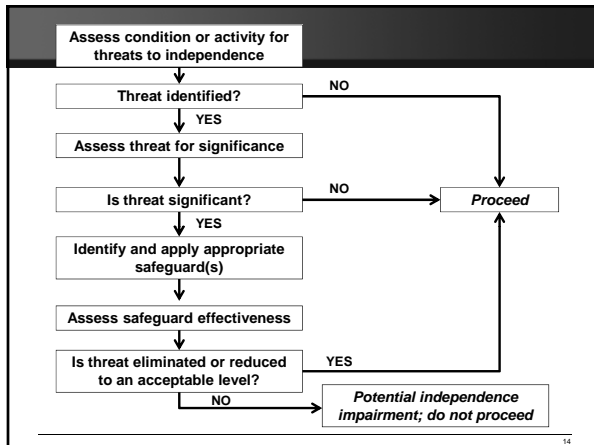 Assess condition or activity for
threats to independence
Threat identified?
NO
YES
Assess threat for significance
Is threat significant?
NO
Proceed
YES
Identify and apply appropriate
safeguard(s)
Assess safeguard effectiveness
Is threat eliminated or reduced
to an acceptable level?
YES
NO
Potential independence
impairment; do not proceed
14